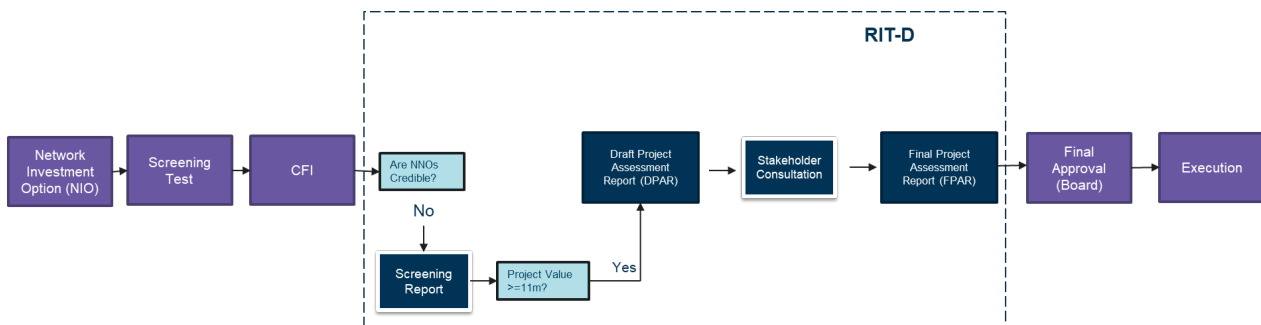 RIT-D
Network
Investment
Option (NIO)
Screening
Test
CFI
Are NNOs
Credible?
No
Screening
Report
Project Value
>=11m?
Yes
Draft Project
Assessment
Report (DPAR)
Stakeholder
Consultation
Final Project
Assessment
Report (FPAR)
Final
Approval
(Board)
Execution